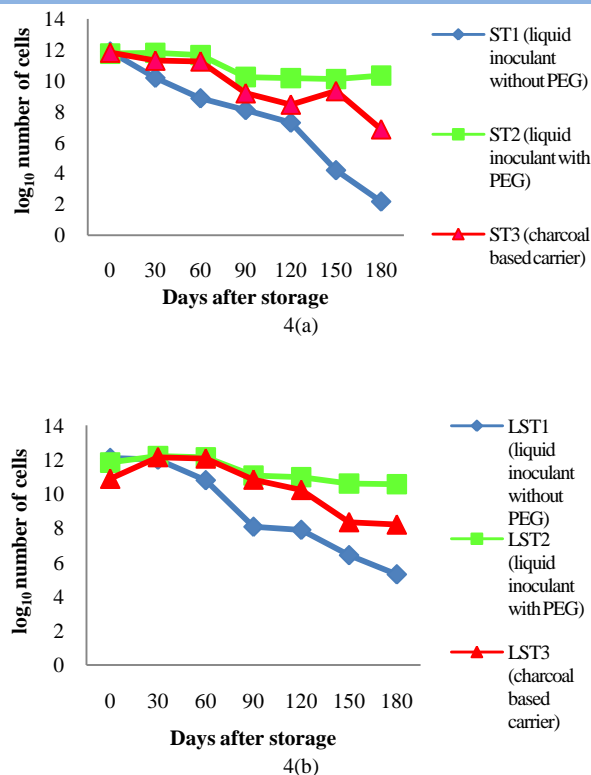 14
12
10
8
6
4
2
0
log10 number of cells
0 30 60 90 120 150 180
Days after storage
4(a)
ST1 (liquid
inoculant
without PEG)
ST2 (liquid
inoculant with
PEG)
ST3 (charcoal
based carrier)
14
12
10
8
6
4
2
0
log10 number of cells
0 30 60 90 120 150 180
Days after storage
4(b)
LST1
(liquid
inoculant
without
PEG)
LST2
(liquid
inoculant
with PEG)
LST3
(charcoal
based
carrier)